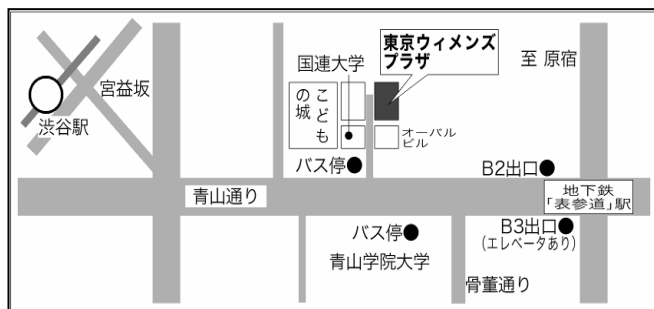 東京ウィメンズ
プラザ
国連大学
至 原宿
宮益坂
渋谷駅
こども
の城
オーバル
ビル
バス停
B2出口
青山通り
地下鉄
「表参道」駅
バス停
B3出口
(エレベータあり)
青山学院大学
骨董通り